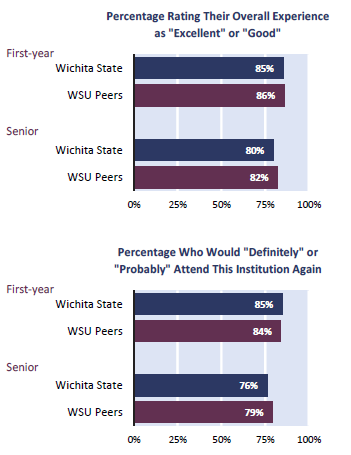 Percentage Rating Their Overall Experience
as "Excellent" or "Good"
First-year
Wichita State 85%
WSU Peers 86%
Senior
Wichita State 80%
WSU Peers 82%
0% 25% 50% 75% 100%
Percentage Who Would "Definitely" or
"Probably" Attend This Institution Again
First-year
Wichita State 85%
WSU Peers 84%
Senior
Wichita State 76%
WSU Peers 79%
0% 25% 50% 75% 100%